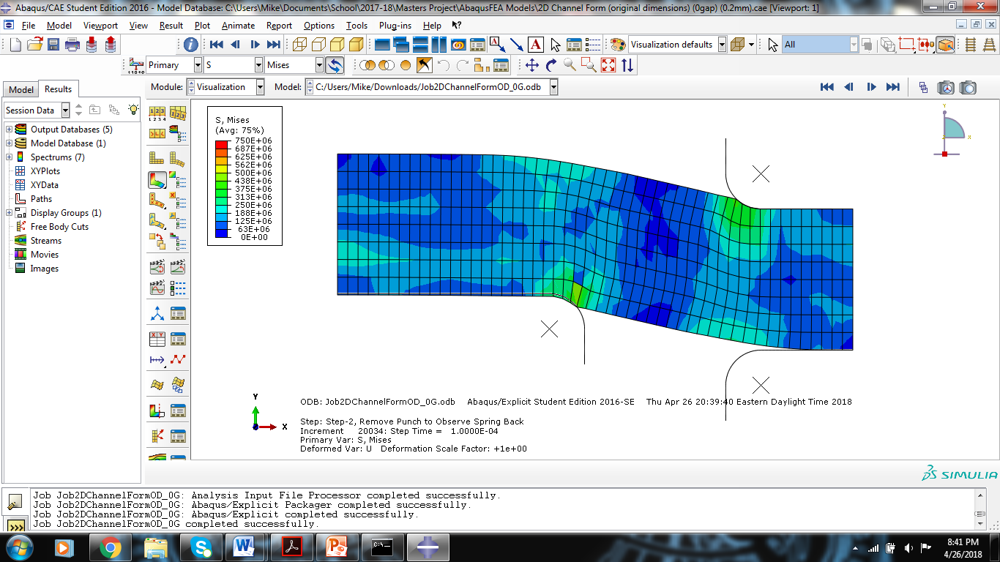 Abaqus/CAE Student Edition 2016 - Model Database: C:\Users\Mike\Documents\School\2017-18\Masters Project\AbaqusFEA Models\2D Channel Form (original dimensions) (0gap) (0.2mm).cae [Viewport: 1]
File Model Viewport View Result Plot Animate Report Options Tools Plug-ins Help
Visualization defaults All
Primary S Mises
Model Results Module: Visualization Model: C:/Users/Mike/Downloads/Job2DChannelFormOD_0G.odb
Session Data
Output Databases (5)
Model Database (1)
Spectrums (7)
XYPlots
XYData
Paths
Display Groups (1)
Free Body Cuts
Streams
Movies
Images
S, Mises
(Avg: 75%)
750E+06
687E+06
625E+06
562E+06
500E+06
438E+06
375E+06
313E+06
250E+06
188E+06
125E+06
63E+06
0E+00
Y
X
Y
X
ODB: Job2DChannelFormOD_0G.odb Abaqus/Explicit Student Edition 2016-SE Thu Apr 26 20:39:40 Eastern Daylight Time 2018
Step: Step-2, Remove Punch to Observe Spring Back
Increment 20034: Step Time = 1.0000E-04
Primary Var: S, Mises
Deformed Var: U Deformation Scale Factor: +1e+00
SIMULIA
Job Job2DChannelFormOD_0G: Analysis Input File Processor completed successfully.
Job Job2DChannelFormOD_0G: Abaqus/Explicit Packager completed successfully.
Job Job2DChannelFormOD_0G: Abaqus/Explicit completed successfully.
Job Job2DChannelFormOD_0G completed successfully.
>>>
8:41 PM
4/26/2018